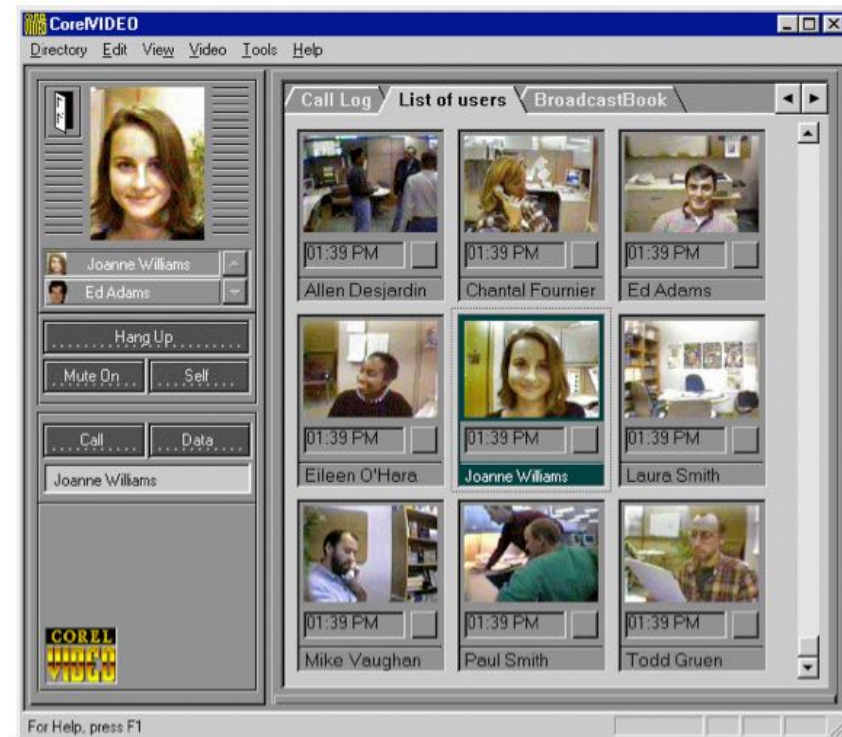 CorelVIDEO
Directory Edit View Video Tools Help
Joanne Williams
Ed Adams
Hang Up
Mute On Self
Call Data
Joanne Williams
COREL
VIDEO
Call Log List of users BroadcastBook
01:39 PM 01:39 PM 01:39 PM
Allen Desjardin Chantal Fournier Ed Adams
01:39 PM 01:39 PM 01:39 PM
Eileen O'Hara Joanne Williams Laura Smith
01:39 PM 01:39 PM 01:39 PM
Mike Vaughan Paul Smith Todd Gruen
For Help, press F1